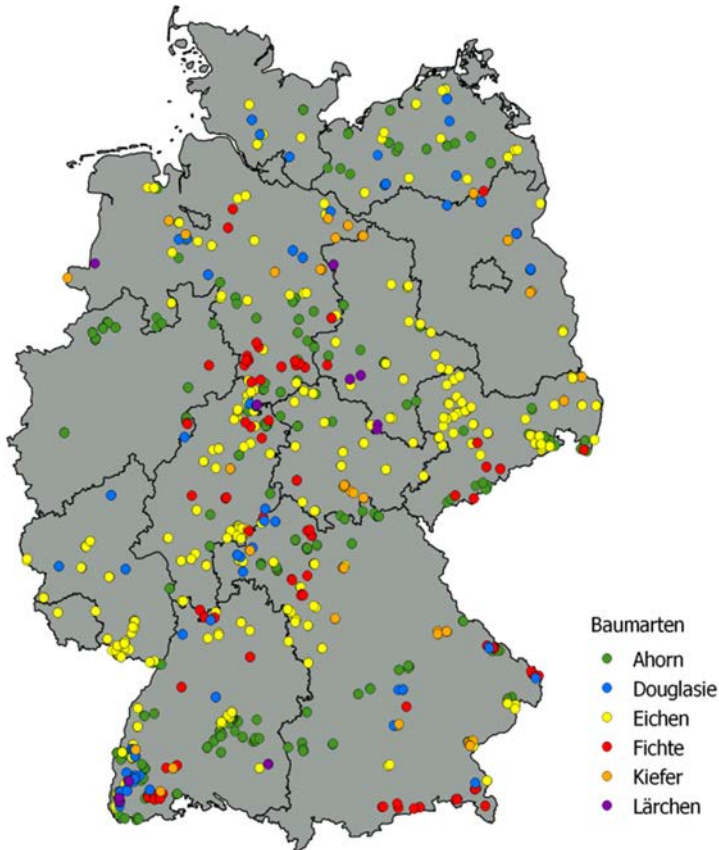 Baumarten
Ahorn
Douglasie
Eichen
Fichte
Kiefer
Lärchen